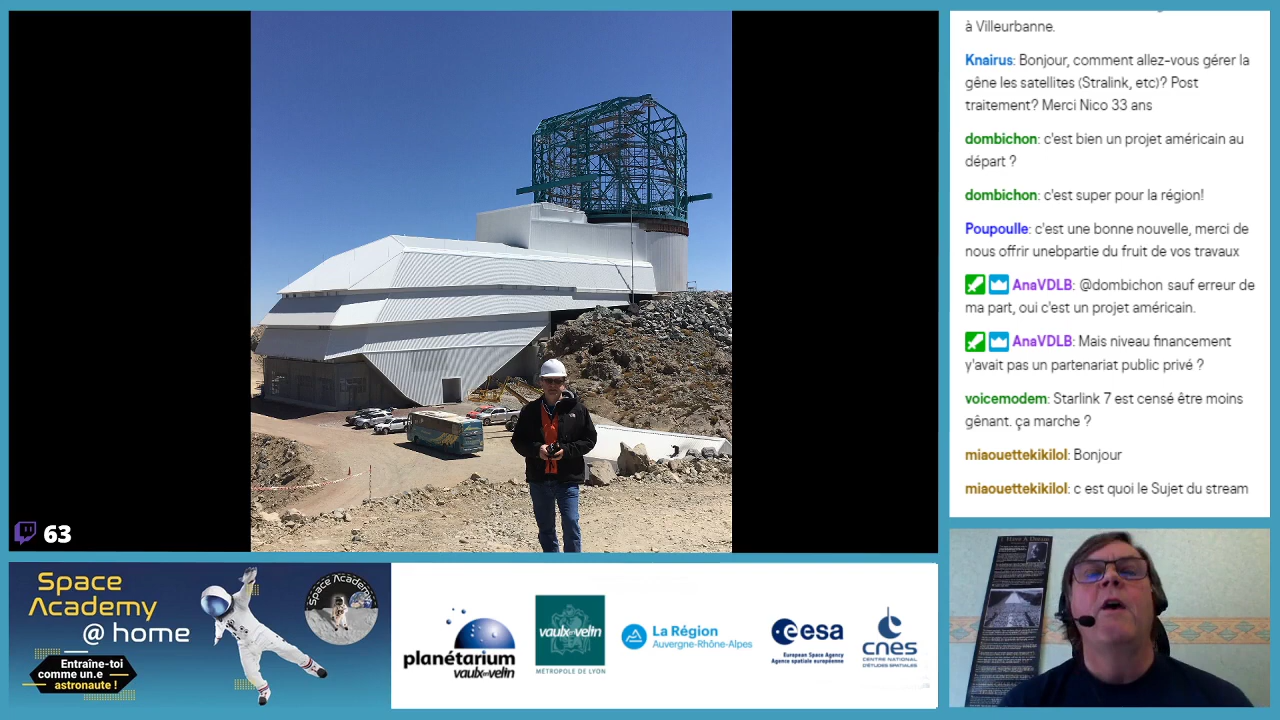 à Villeurbanne.
Knairus: Bonjour, comment allez-vous gérer la
gêne les satellites (Stralink, etc)? Post
traitement? Merci Nico 33 ans
dombichon: c'est bien un projet américain au
départ ?
dombichon: c'est super pour la région!
Poupoulle: c'est une bonne nouvelle, merci de
nous offrir unebpartie du fruit de vos travaux
AnaVDLB: @dombichon sauf erreur de
ma part, oui c'est un projet américain.
AnaVDLB: Mais niveau financement
y'avait pas un partenariat public privé ?
voicemodem: Starlink 7 est censé être moins
gênant. ça marche ?
miaouettekikilol: Bonjour
miaouettekikilol: c est quoi le Sujet du stream
63
Space
Academy
@ home
Entraîne-toi
comme un.e
astronaute !
lanétarium
vaulx-en-velin
vaulx-en-velin
MÉTROPOLE DE LYON
La Région
Auvergne-Rhône-Alpes
esa
European Space Agency
Agence spatiale européenne
cnes
CENTRE NATIONAL
D'ÉTUDES SPATIALES
I Have A Dream